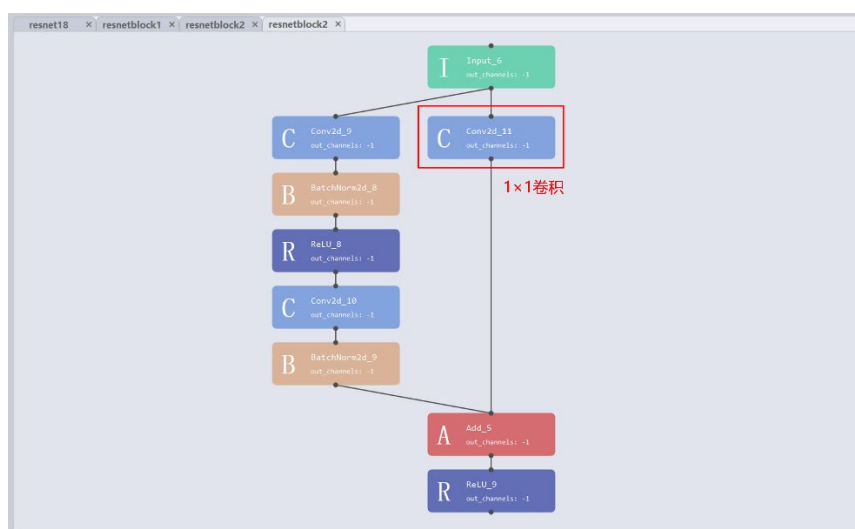 resnet18 × resnetblock1 × resnetblock2 × resnetblock2 ×
I Input_6
out_channels: -1
C Conv2d_9
out_channels: -1
C Conv2d_11
out_channels: -1
1×1卷积
B BatchNorm2d_8
out_channels: -1
R ReLU_8
out_channels: -1
C Conv2d_10
out_channels: -1
B BatchNorm2d_9
out_channels: -1
A Add_5
out_channels: -1
R ReLU_9
out_channels: -1